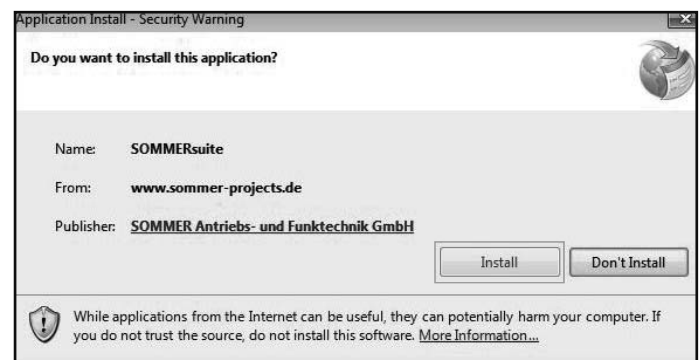 Application Install - Security Warning
Do you want to install this application?
Name: SOMMERsuite
From: www.sommer-projects.de
Publisher: SOMMER Antriebs- und Funktechnik GmbH
Install Don't Install
While applications from the Internet can be useful, they can potentially harm your computer. If
you do not trust the source, do not install this software. More Information...